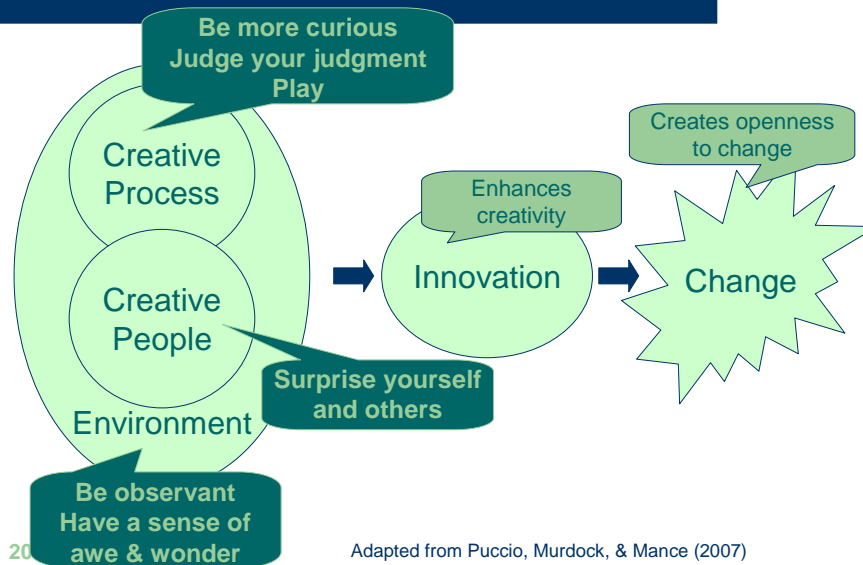 Be more curious
Judge your judgment
Play
Creative
Process
Creative
People
Environment
Surprise yourself
and others
Be observant
Have a sense of
awe & wonder
Enhances
creativity
Innovation
Creates openness
to change
Change
20
Adapted from Puccio, Murdock, & Mance (2007)